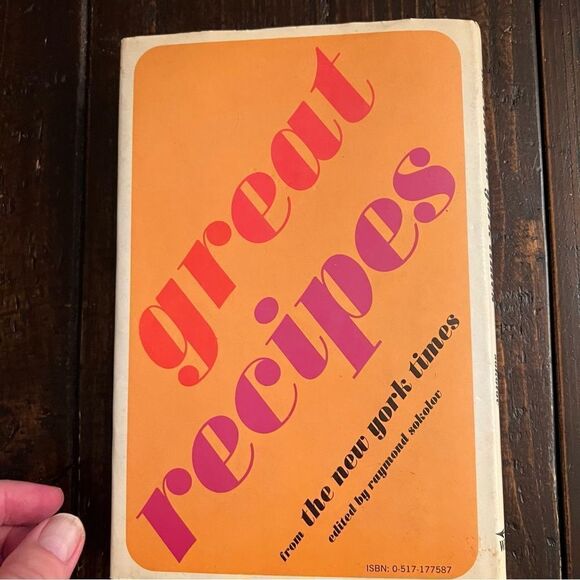 great
recipes
from the new york times
edited by raymond sokolov
ISBN: 0-517-177587